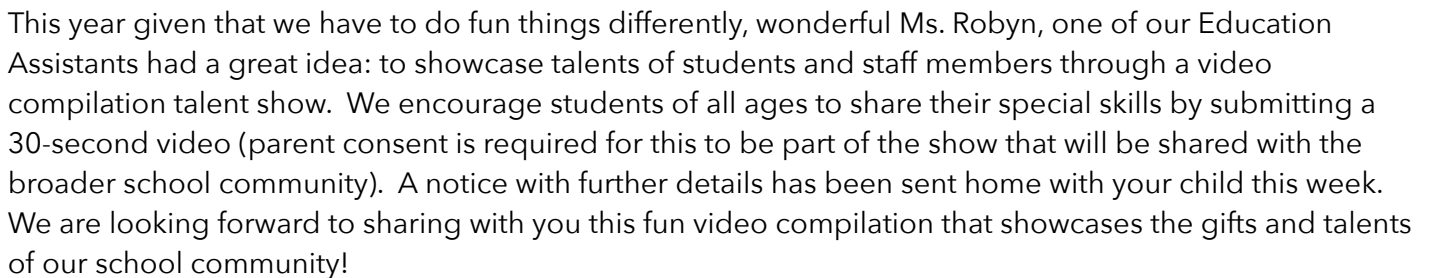 This year given that we have to do fun things differently, wonderful Ms. Robyn, one of our Education
Assistants had a great idea: to showcase talents of students and staff members through a video
compilation talent show.  We encourage students of all ages to share their special skills by submitting a
30-second video (parent consent is required for this to be part of the show that will be shared with the
broader school community).  A notice with further details has been sent home with your child this week.
We are looking forward to sharing with you this fun video compilation that showcases the gifts and talents
of our school community!